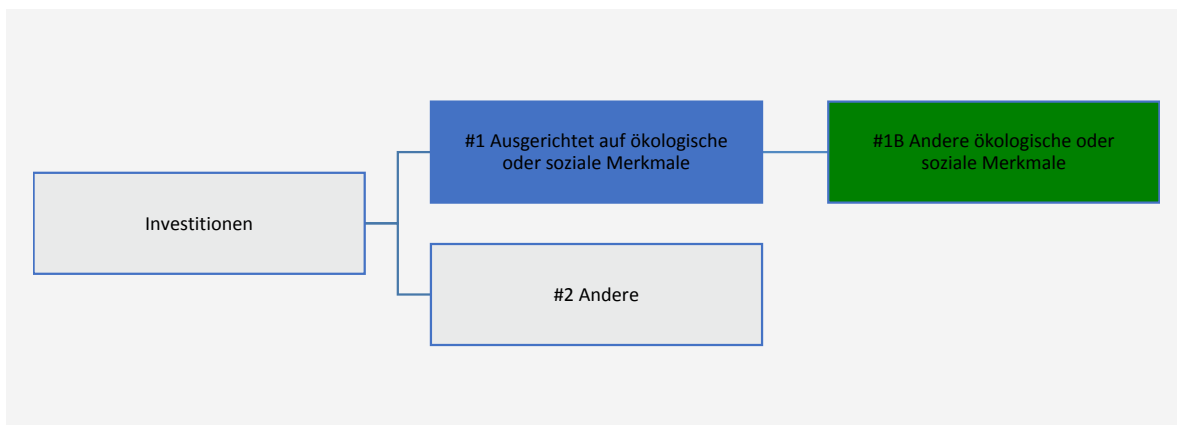 Investitionen
#1 Ausgerichtet auf ökologische
oder soziale Merkmale
#1B Andere ökologische oder
soziale Merkmale
#2 Andere